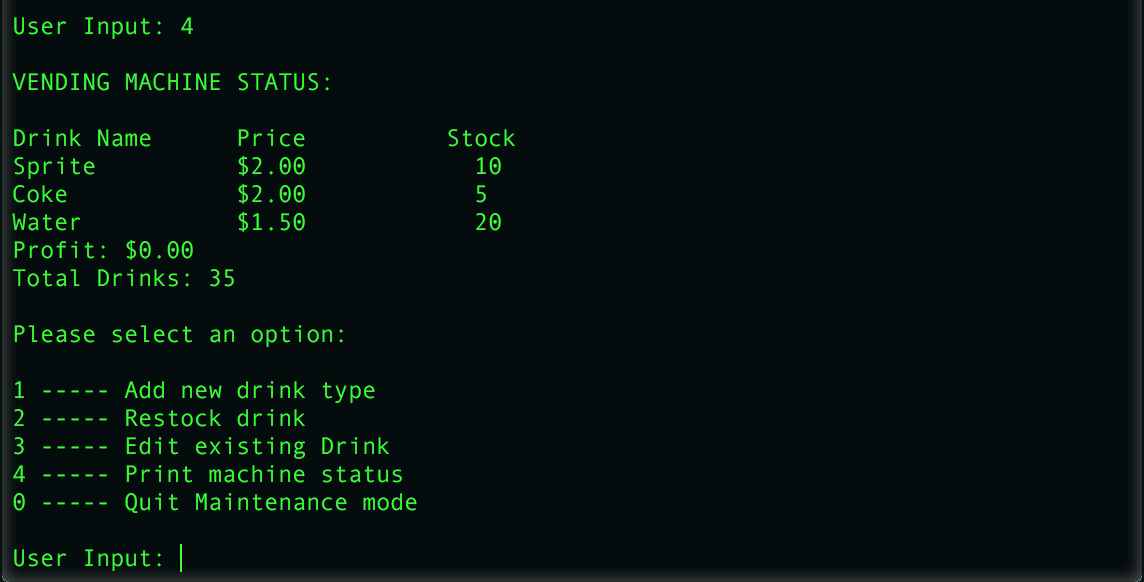 User Input: 4
VENDING MACHINE STATUS:
Drink Name      Price          Stock
Sprite          $2.00            10
Coke            $2.00            5
Water           $1.50            20
Profit: $0.00
Total Drinks: 35
Please select an option:
1 ----- Add new drink type
2 ----- Restock drink
3 ----- Edit existing Drink
4 ----- Print machine status
0 ----- Quit Maintenance mode
User Input: